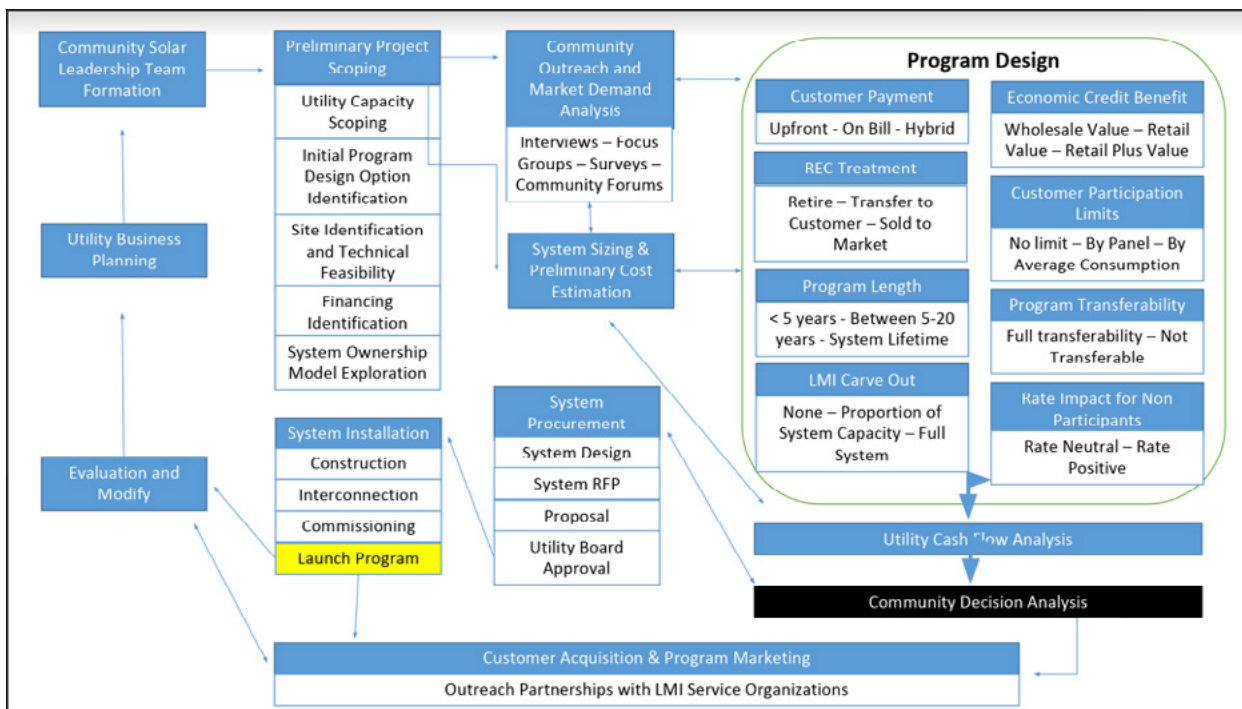 Community Solar
Leadership Team
Formation
Utility Business
Planning
Evaluation and
Modify
Preliminary Project
Scoping
Utility Capacity
Scoping
Initial Program
Design Option
Identification
Site Identification
and Technical
Feasibility
Financing
Identification
System Ownership
Model Exploration
System Installation
Construction
Interconnection
Commissioning
Launch Program
Community
Outreach and
Market Demand
Analysis
Interviews – Focus
Groups – Surveys –
Community Forums
System Sizing &
Preliminary Cost
Estimation
System
Procurement
System Design
System RFP
Proposal
Utility Board
Approval
Program Design
Customer Payment
Upfront - On Bill - Hybrid
REC Treatment
Retire – Transfer to
Customer – Sold to
Market
Program Length
< 5 years - Between 5-20
years - System Lifetime
LMI Carve Out
None – Proportion of
System Capacity – Full
System
Economic Credit Benefit
Wholesale Value – Retail
Value – Retail Plus Value
Customer Participation
Limits
No limit – By Panel – By
Average Consumption
Program Transferability
Full transferability – Not
Transferable
Rate Impact for Non
Participants
Rate Neutral – Rate
Positive
Utility Cash Flow Analysis
Community Decision Analysis
Customer Acquisition & Program Marketing
Outreach Partnerships with LMI Service Organizations